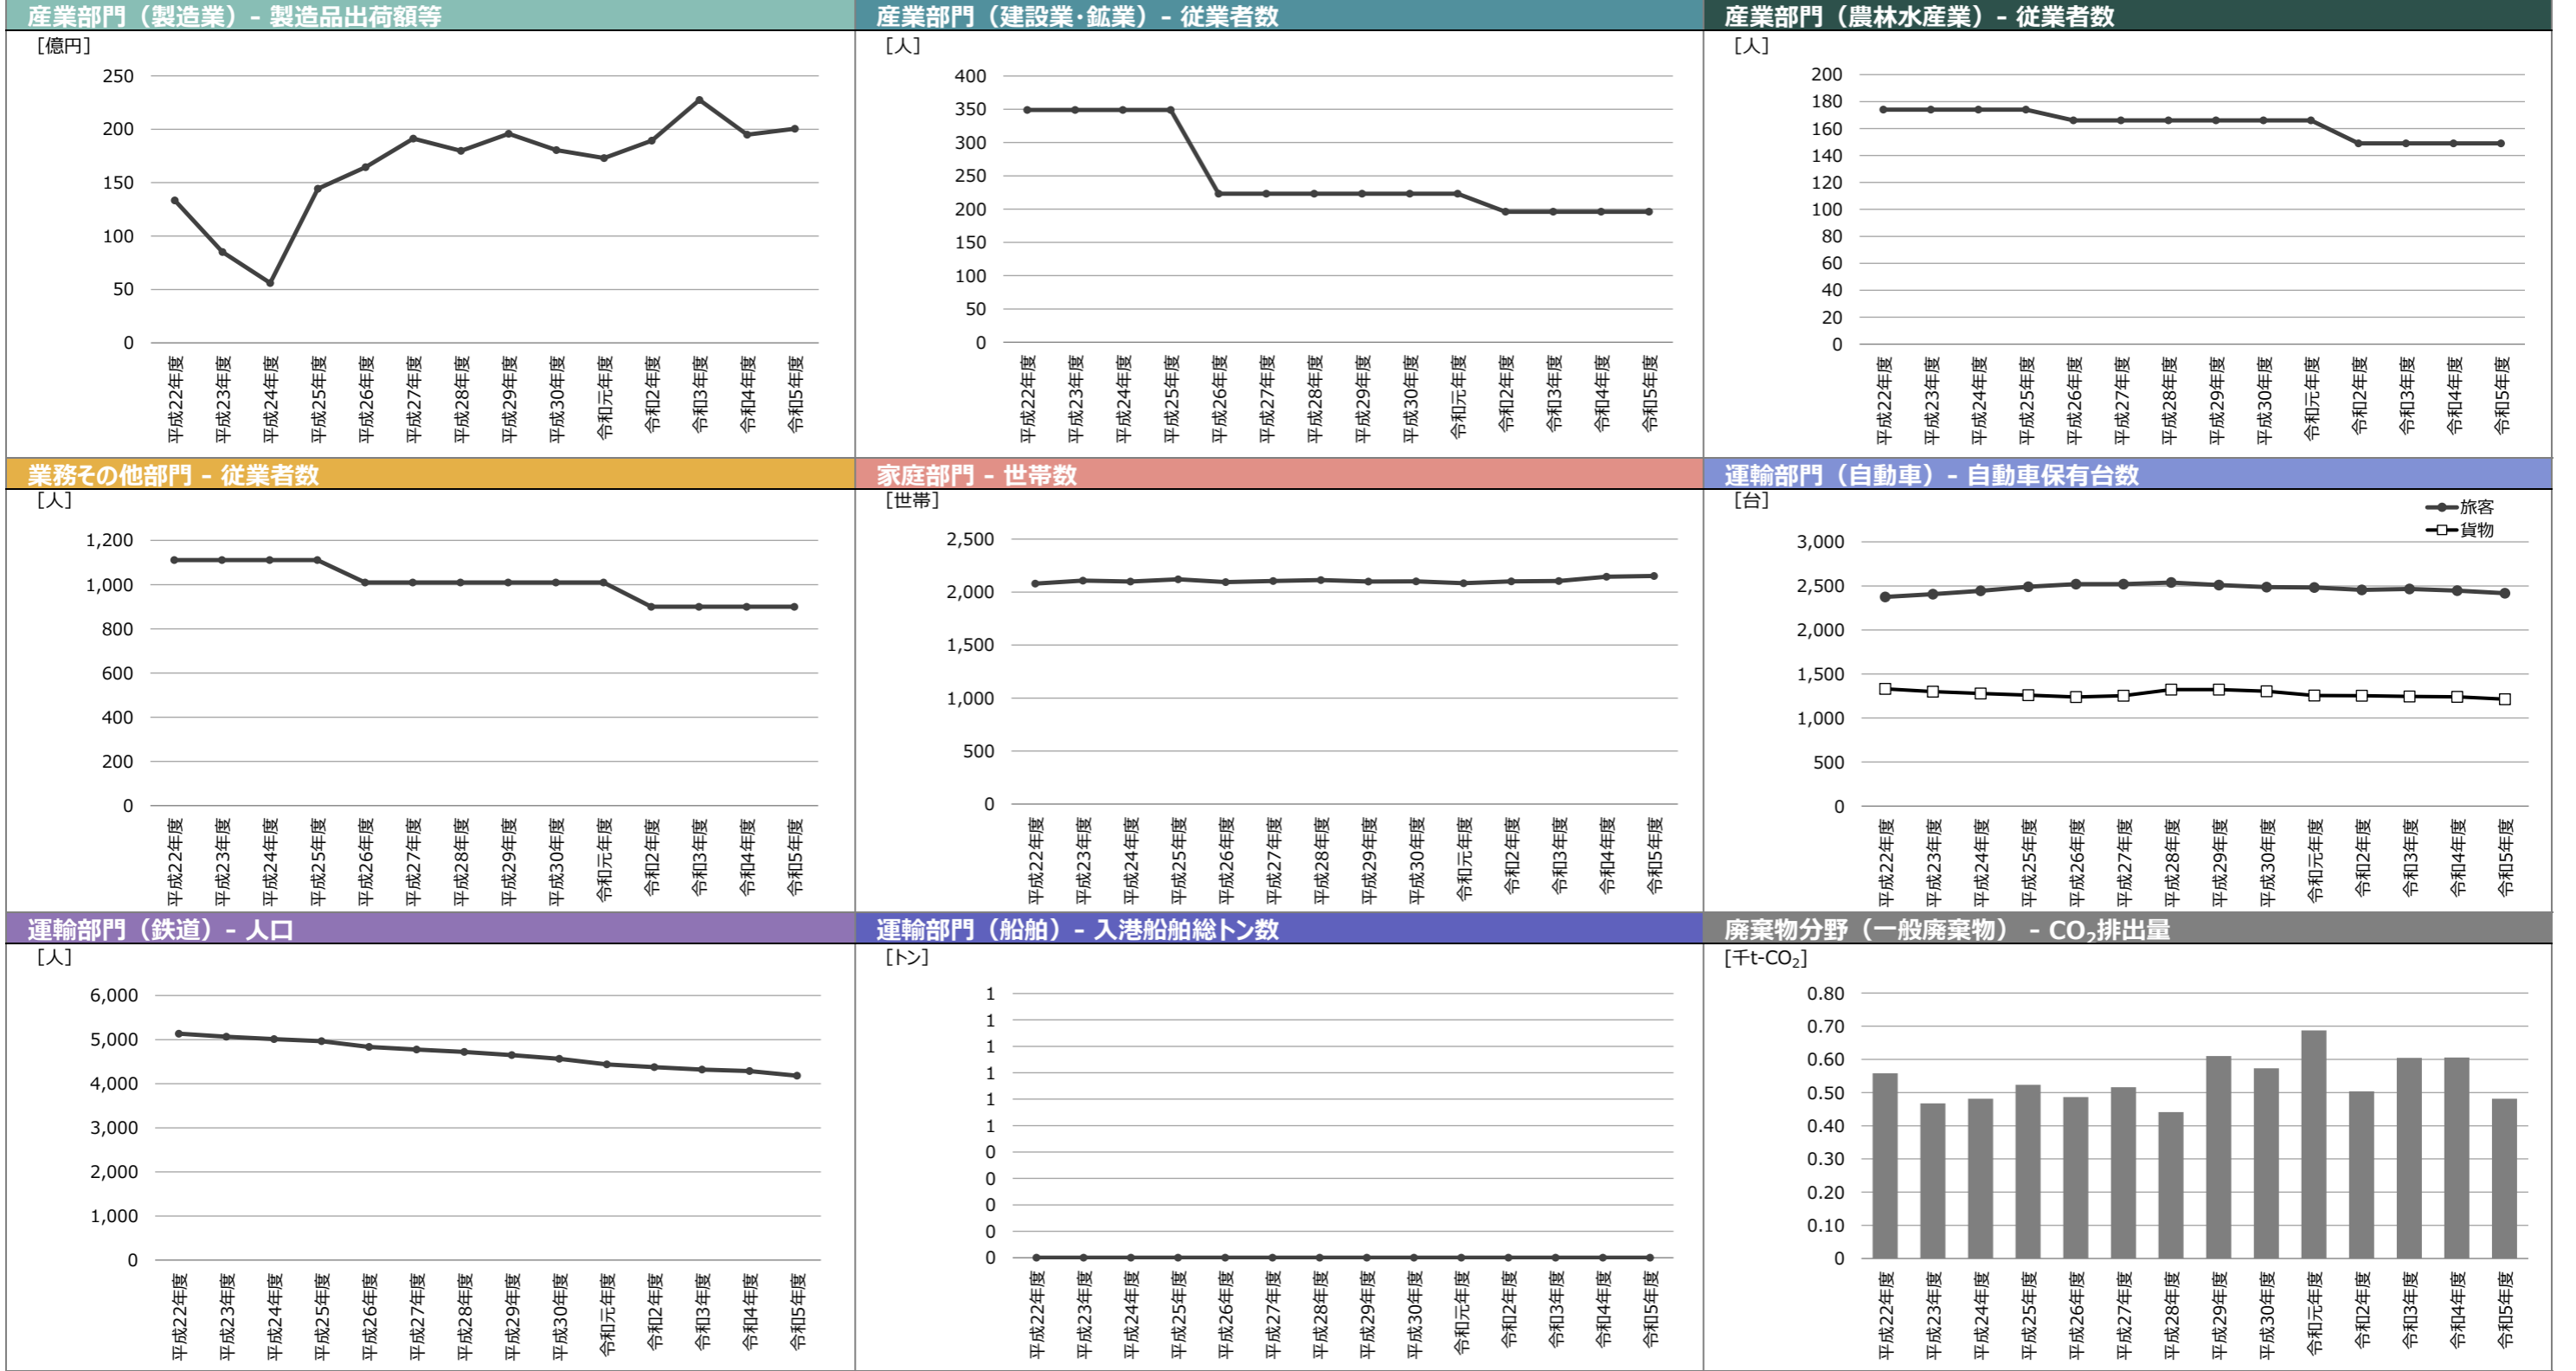 産業部門（製造業）- 製造品出荷額等
[億円]
250
200
150
100
50
0
平成22年度
平成23年度
平成24年度
平成25年度
平成26年度
平成27年度
平成28年度
平成29年度
平成30年度
令和元年度
令和2年度
令和3年度
令和4年度
令和5年度
産業部門（建設業・鉱業）- 従業者数
[人]
400
350
300
250
200
150
100
50
0
平成22年度
平成23年度
平成24年度
平成25年度
平成26年度
平成27年度
平成28年度
平成29年度
平成30年度
令和元年度
令和2年度
令和3年度
令和4年度
令和5年度
産業部門（農林水産業）- 従業者数
[人]
200
180
160
140
120
100
80
60
40
20
0
平成22年度
平成23年度
平成24年度
平成25年度
平成26年度
平成27年度
平成28年度
平成29年度
平成30年度
令和元年度
令和2年度
令和3年度
令和4年度
令和5年度
業務その他部門 - 従業者数
[人]
1,200
1,000
800
600
400
200
0
平成22年度
平成23年度
平成24年度
平成25年度
平成26年度
平成27年度
平成28年度
平成29年度
平成30年度
令和元年度
令和2年度
令和3年度
令和4年度
令和5年度
家庭部門 - 世帯数
[世帯]
2,500
2,000
1,500
1,000
500
0
平成22年度
平成23年度
平成24年度
平成25年度
平成26年度
平成27年度
平成28年度
平成29年度
平成30年度
令和元年度
令和2年度
令和3年度
令和4年度
令和5年度
運輸部門（自動車）- 自動車保有台数
[台]
旅客
貨物
3,000
2,500
2,000
1,500
1,000
500
0
平成22年度
平成23年度
平成24年度
平成25年度
平成26年度
平成27年度
平成28年度
平成29年度
平成30年度
令和元年度
令和2年度
令和3年度
令和4年度
令和5年度
運輸部門（鉄道）- 人口
[人]
6,000
5,000
4,000
3,000
2,000
1,000
0
平成22年度
平成23年度
平成24年度
平成25年度
平成26年度
平成27年度
平成28年度
平成29年度
平成30年度
令和元年度
令和2年度
令和3年度
令和4年度
令和5年度
運輸部門（船舶）- 入港船舶総トン数
[トン]
1
1
1
1
1
1
0
0
0
0
0
平成22年度
平成23年度
平成24年度
平成25年度
平成26年度
平成27年度
平成28年度
平成29年度
平成30年度
令和元年度
令和2年度
令和3年度
令和4年度
令和5年度
廃棄物分野（一般廃棄物） - CO₂排出量
[千t-CO₂]
0.80
0.70
0.60
0.50
0.40
0.30
0.20
0.10
0
平成22年度
平成23年度
平成24年度
平成25年度
平成26年度
平成27年度
平成28年度
平成29年度
平成30年度
令和元年度
令和2年度
令和3年度
令和4年度
令和5年度